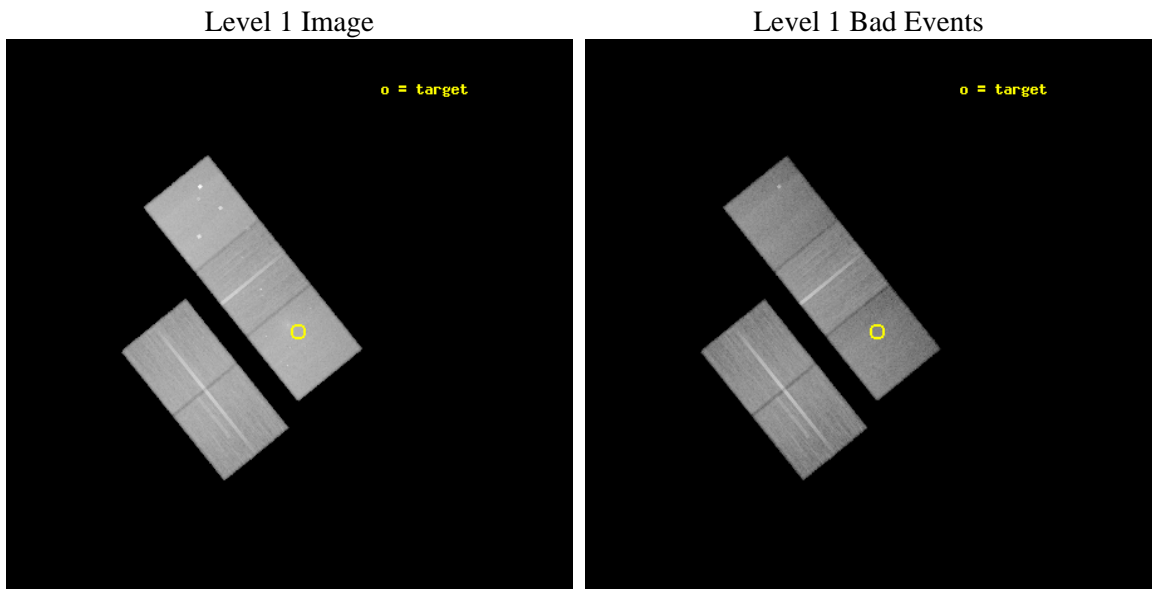 Level 1 Image
Level 1 Bad Events
o = target
o = target